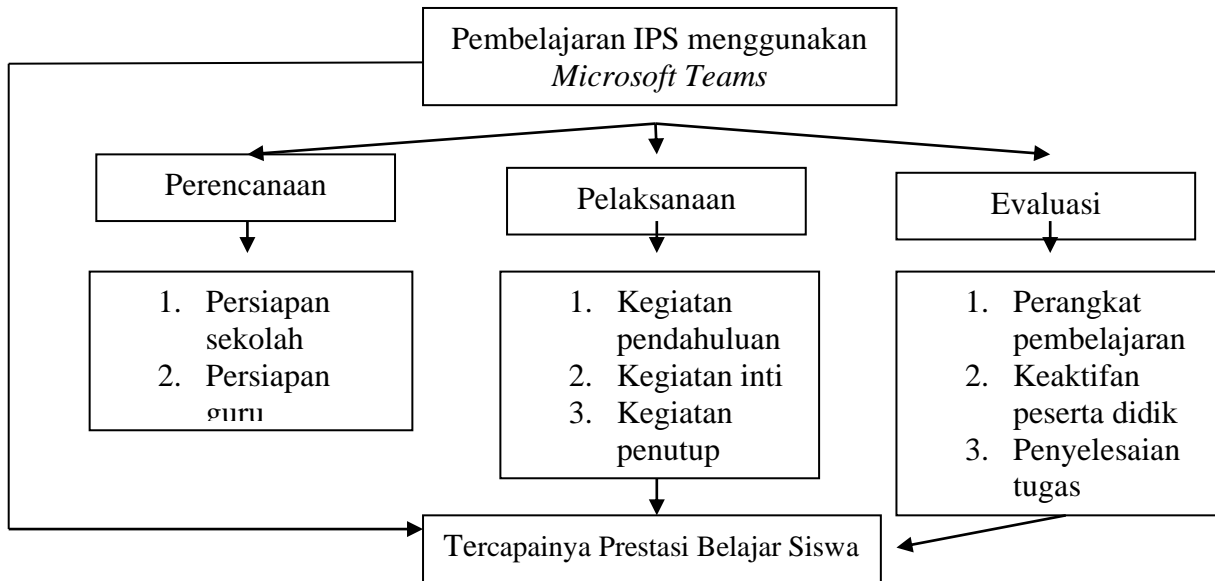 Pembelajaran IPS menggunakan
Microsoft Teams
Perencanaan
Pelaksanaan
Evaluasi
1. Persiapan
sekolah
2. Persiapan
guru
1. Kegiatan
pendahuluan
2. Kegiatan inti
3. Kegiatan
penutup
1. Perangkat
pembelajaran
2. Keaktifan
peserta didik
3. Penyelesaian
tugas
Tercapainya Prestasi Belajar Siswa